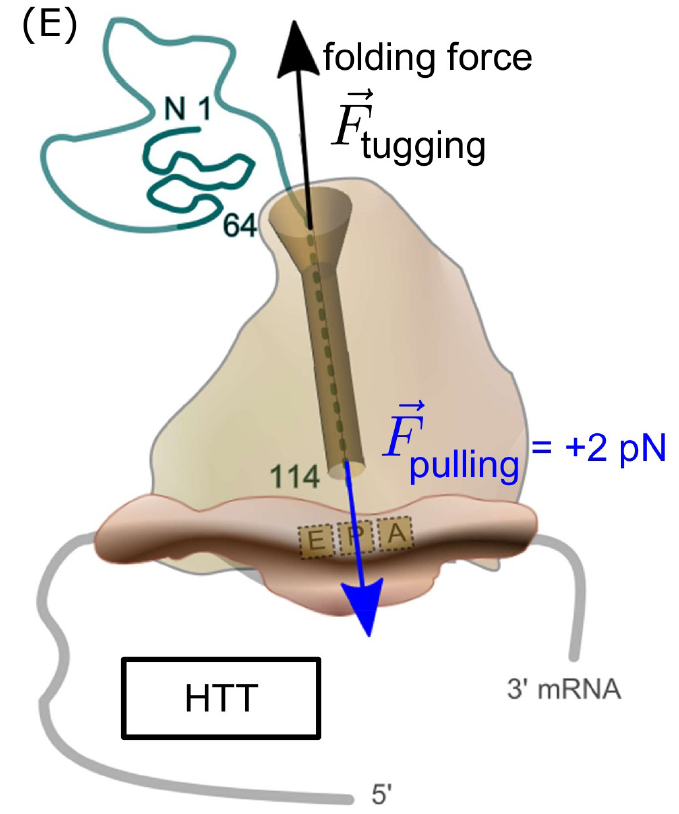 (E)
folding force
F tugging
N 1
64
F pulling = +2 pN
114
E P A
HTT
3' mRNA
5'